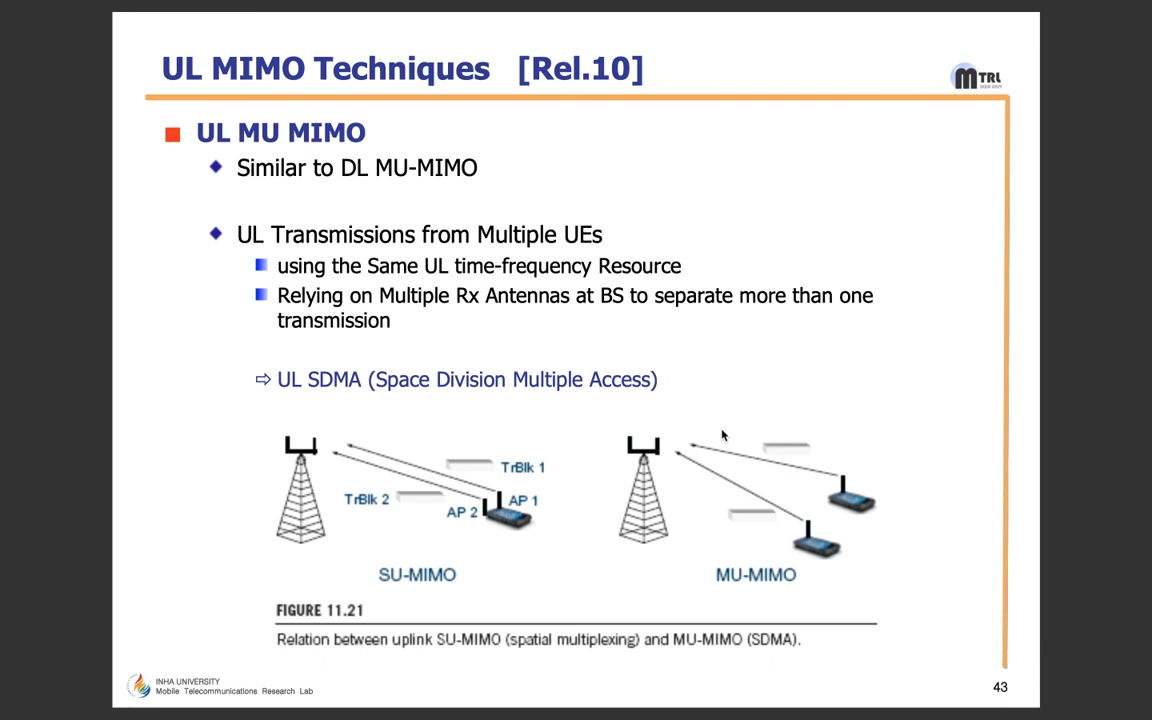 UL MIMO Techniques [Rel.10]
mTRL
UL MU MIMO
Similar to DL MU-MIMO
UL Transmissions from Multiple UEs
using the Same UL time-frequency Resource
Relying on Multiple Rx Antennas at BS to separate more than one
transmission
⇨ UL SDMA (Space Division Multiple Access)
TrBlk 1
TrBlk 2
AP 1
AP 2
SU-MIMO
MU-MIMO
FIGURE 11.21
Relation between uplink SU-MIMO (spatial multiplexing) and MU-MIMO (SDMA).
INHA UNIVERSITY
Mobile Telecommunications Research Lab
43